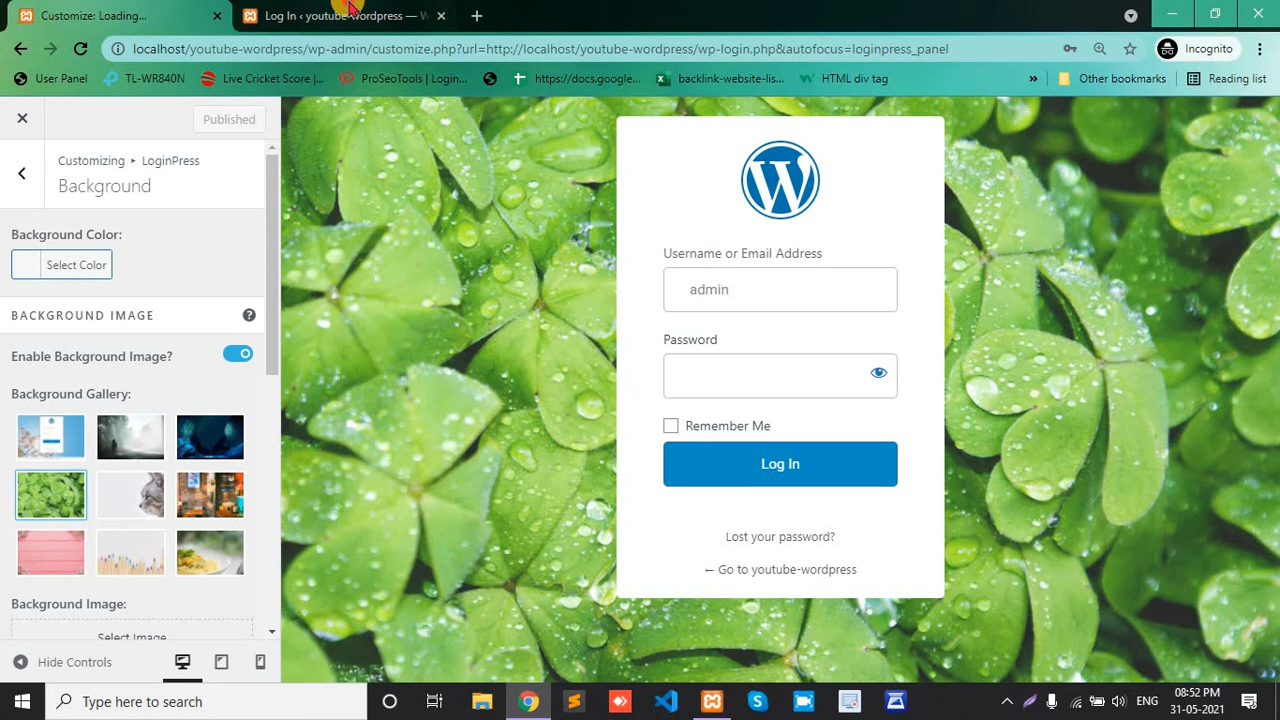 Customize: Loading...
Log In ‹ youtube-wordpress — W
localhost/youtube-wordpress/wp-admin/customize.php?url=http://localhost/youtube-wordpress/wp-login.php&autofocus=loginpress_panel
Incognito
User Panel
TL-WR840N
Live Cricket Score |...
ProSeoTools | Login...
https://docs.google...
backlink-website-lis...
HTML div tag
»
Other bookmarks
Reading list
Published
Customizing ▸ LoginPress
Background
Background Color:
Select Color
BACKGROUND IMAGE
Enable Background Image?
Background Gallery:
Background Image:
Select Image
Hide Controls
Username or Email Address
admin
Password
Remember Me
Log In
Lost your password?
← Go to youtube-wordpress
Type here to search
ENG
08:52 PM
31-05-2021